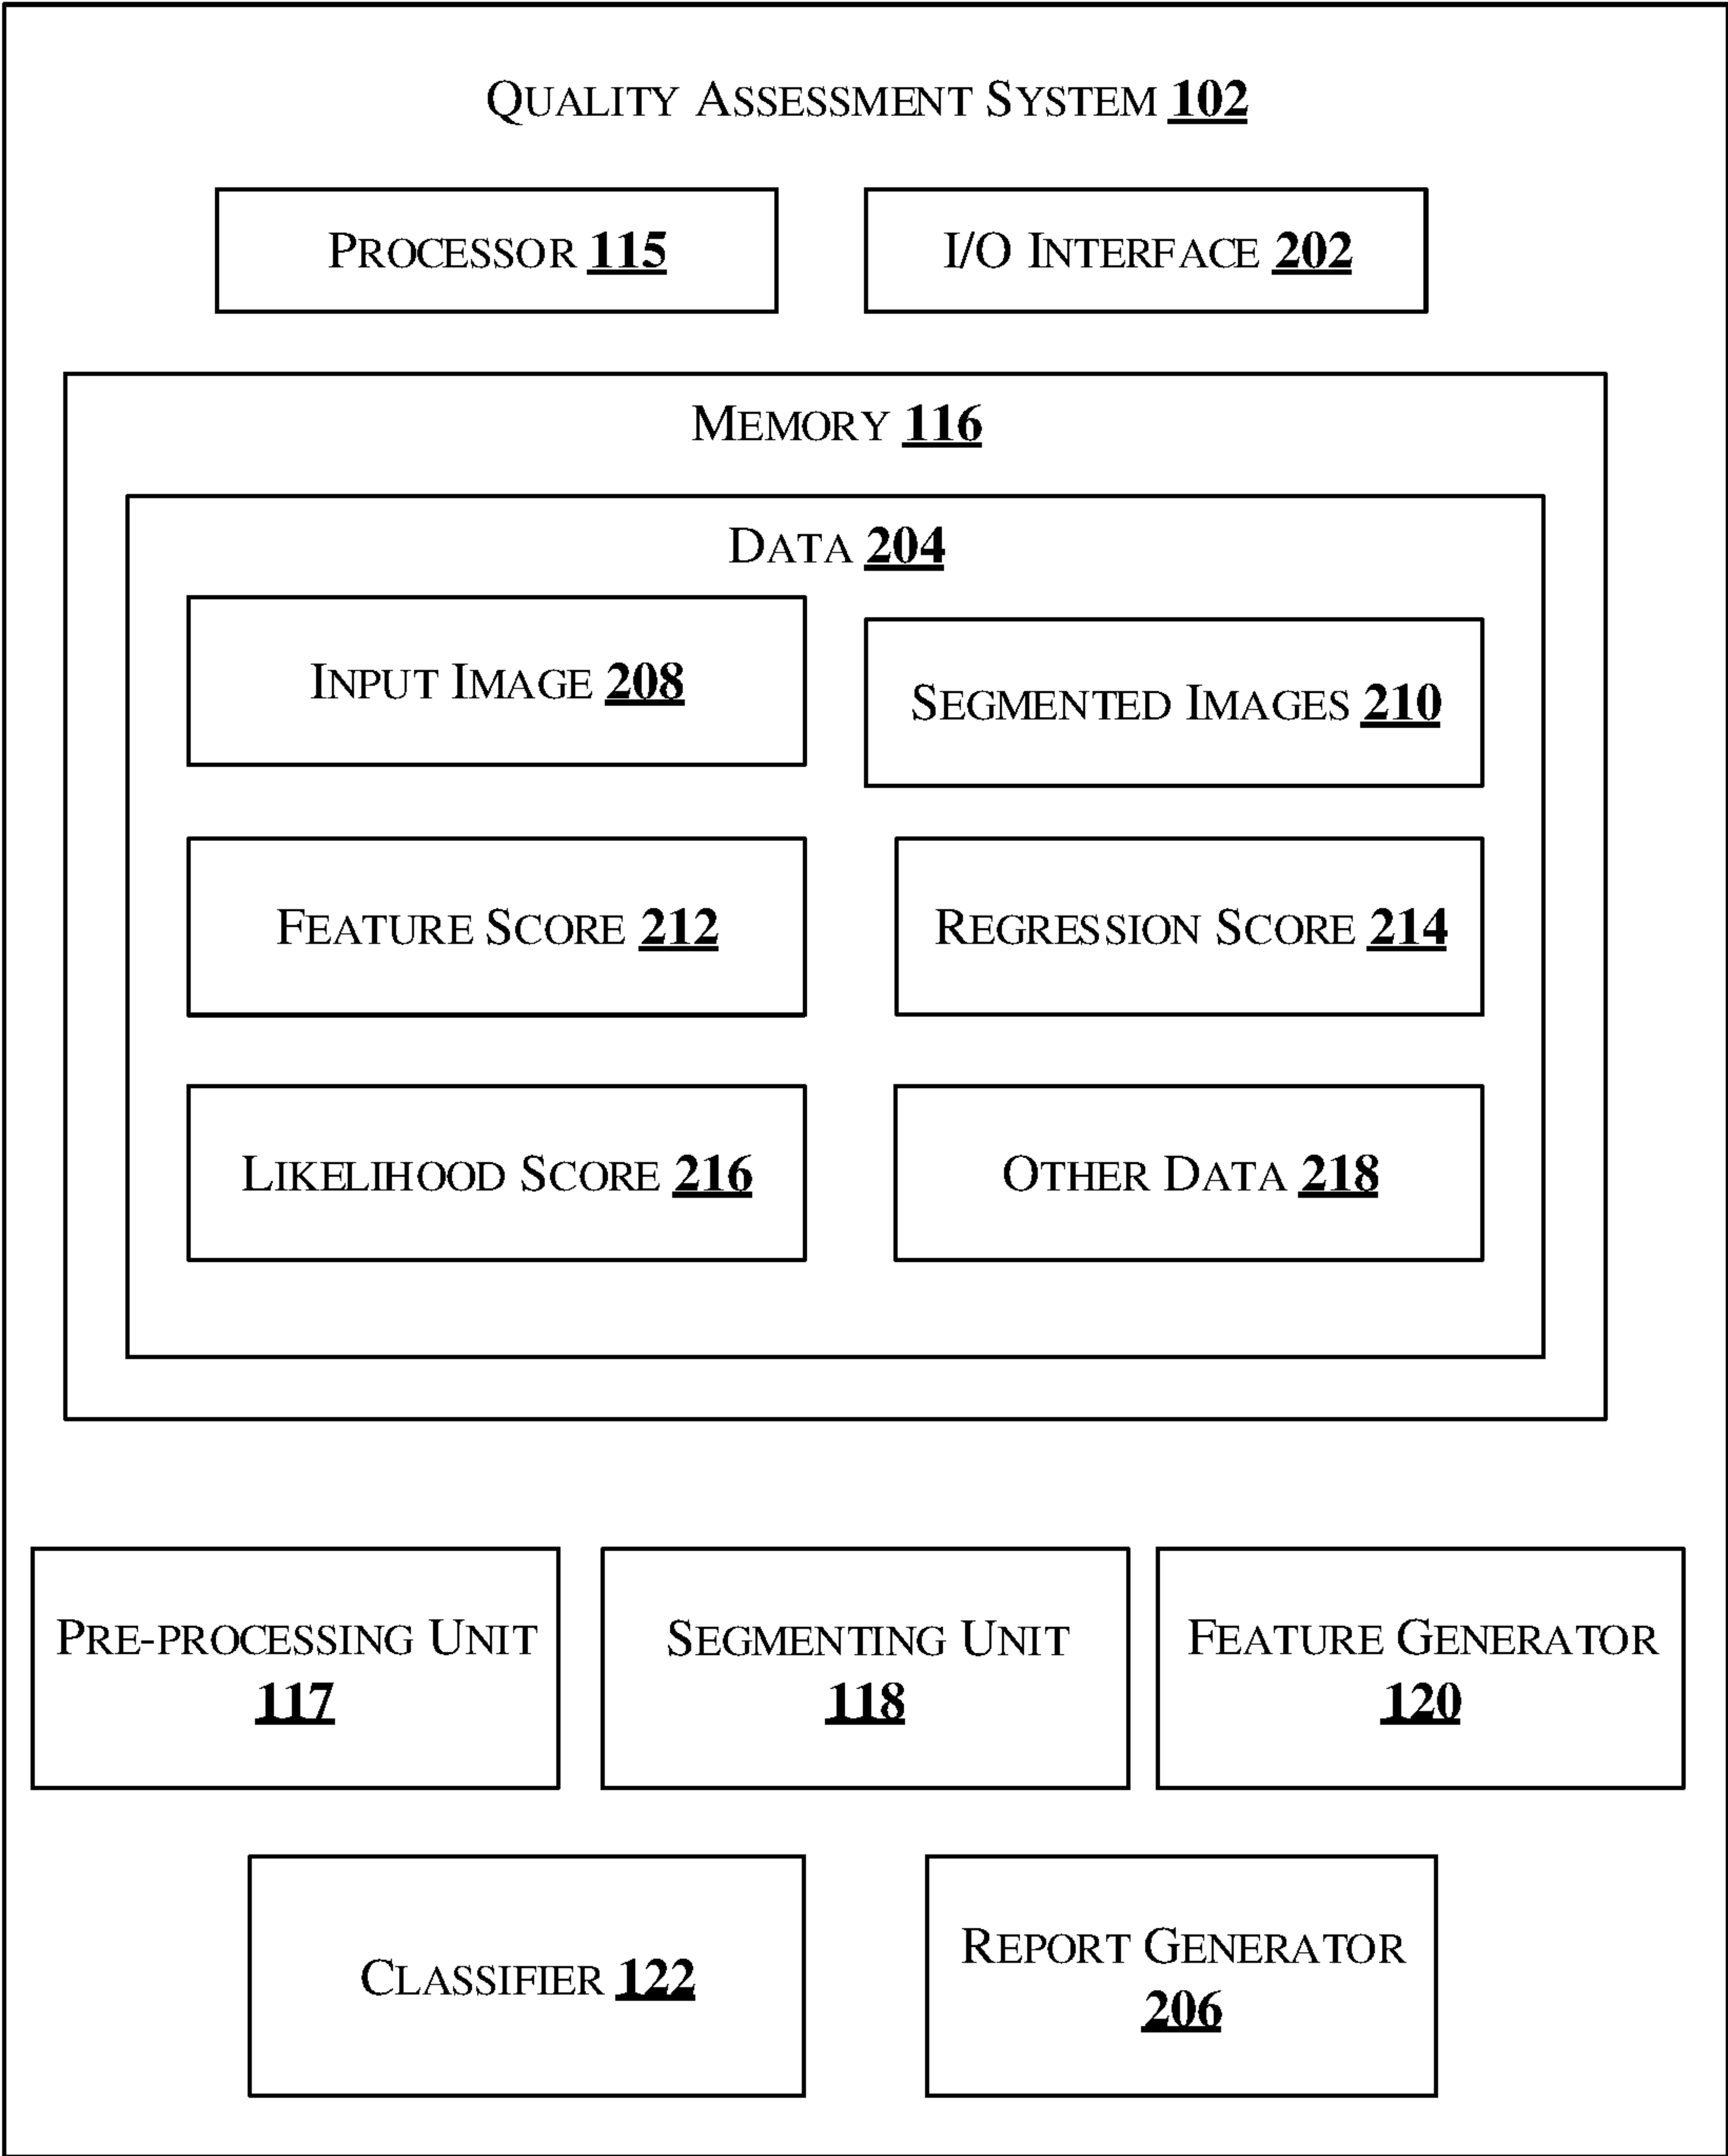 QUALITY ASSESSMENT SYSTEM 102
PROCESSOR 115
I/O INTERFACE 202
MEMORY 116
DATA 204
INPUT IMAGE 208
SEGMENTED IMAGES 210
FEATURE SCORE 212
REGRESSION SCORE 214
LIKELIHOOD SCORE 216
OTHER DATA 218
PRE-PROCESSING UNIT
117
SEGMENTING UNIT
118
FEATURE GENERATOR
120
CLASSIFIER 122
REPORT GENERATOR
206